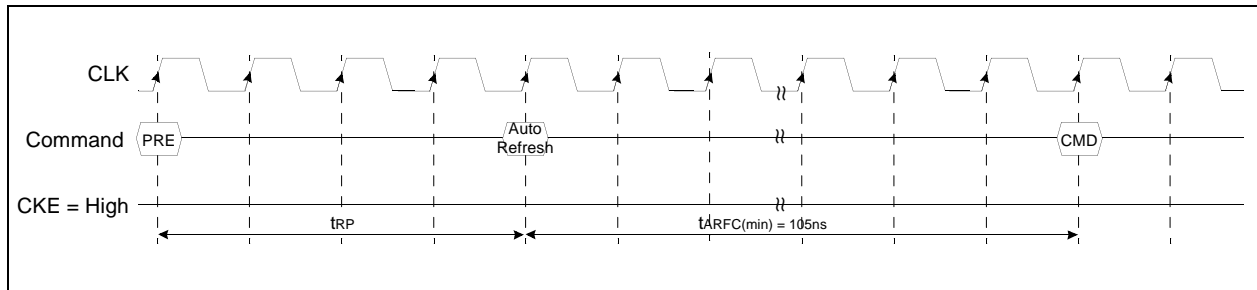 CLK
Command
PRE
Auto
Refresh
CMD
CKE = High
tRP
tARFC(min) = 105ns